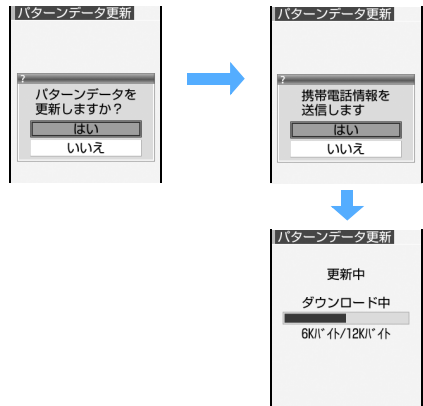 パターンデータ更新
?
パターンデータを
更新しますか？
はい
いいえ
パターンデータ更新
?
携帯電話情報を
送信します
はい
いいえ
パターンデータ更新
更新中
ダウンロード中
6Kﾊﾞｲﾄ/12Kﾊﾞｲﾄ